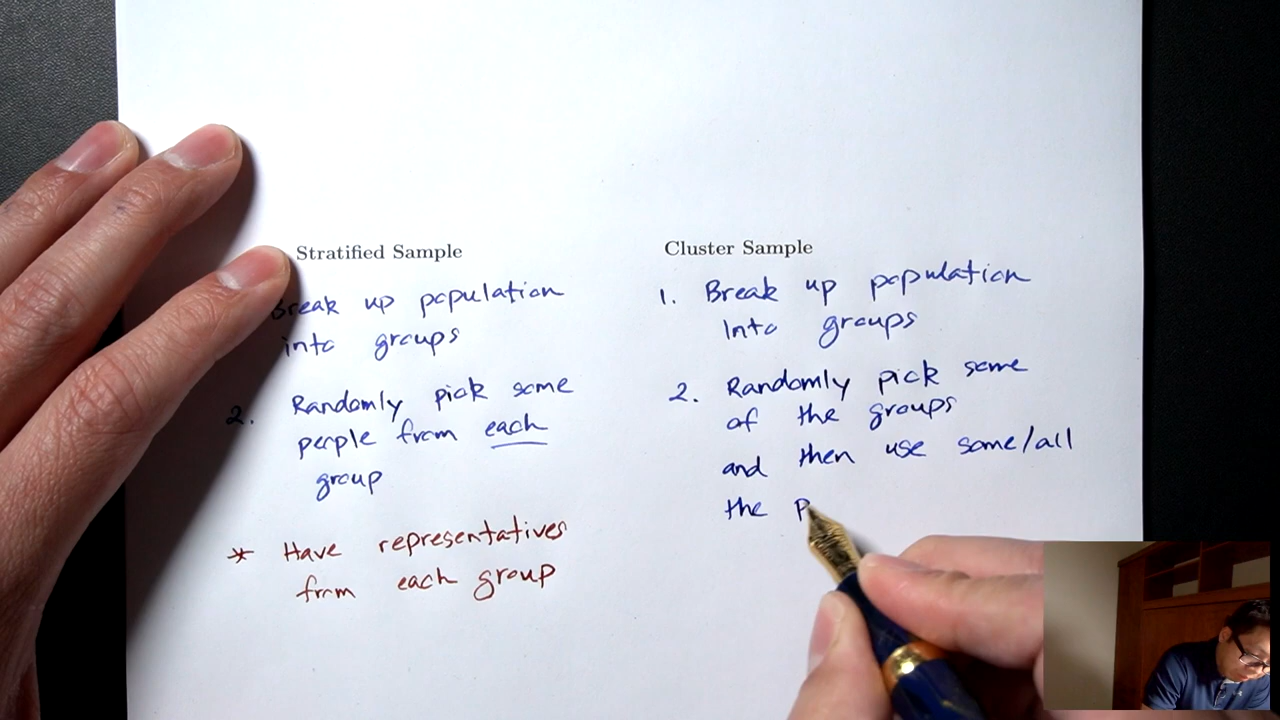 Stratified Sample
Break up population
into groups
2. Randomly pick some
people from each
group
* Have representatives
from each group
Cluster Sample
1. Break up population
Into groups
2. Randomly pick some
of the groups
and then use some/all
the p